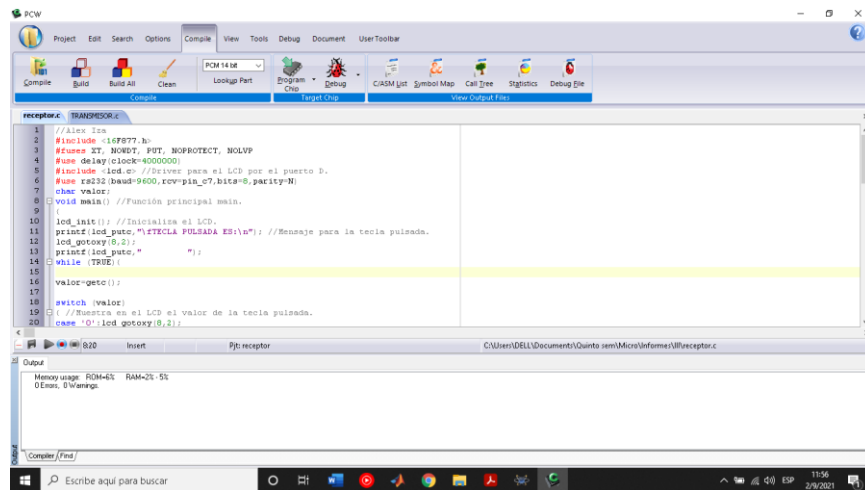 PCW
Project Edit Search Options Compile View Tools Debug Document User Toolbar
Compile Build Build All Clean PCM 14 bit Lookup Part Program Chip Debug C/ASM List Symbol Map Call Tree Statistics Debug File
Compile Target Chip View Output Files
receptor.c TRANSMISOR.c
1 //Alex Iza
2 #include <16F877.h>
3 #fuses XT, NOWDT, PUT, NOPROTECT, NOLVP
4 #use delay(clock=4000000)
5 #include <lcd.c> //Driver para el LCD por el puerto D.
6 #use rs232(baud=9600,rcv=pin_c7,bits=8,parity=N)
7 char valor;
8 void main() //Función principal main.
9 {
10 lcd_init(); //Inicializa el LCD.
11 printf(lcd_putc,"\fTECLA PULSADA ES:\n"); //Mensaje para la tecla pulsada.
12 lcd_gotoxy(8,2);
13 printf(lcd_putc," ");
14 while (TRUE){
15
16 valor=getc();
17
18 switch (valor)
19 { //Muestra en el LCD el valor de la tecla pulsada.
20 case '0':lcd_gotoxy(8,2);
8:20 Insert Pjt: receptor C:\Users\DELL\Documents\Quinto sem\Micro\Informes\III\receptor.c
Output
Memory usage: ROM=6% RAM=2% - 5%
0 Errors, 0 Warnings.
Output
Compiler Find
Escribe aquí para buscar
ESP
11:56
2/9/2021